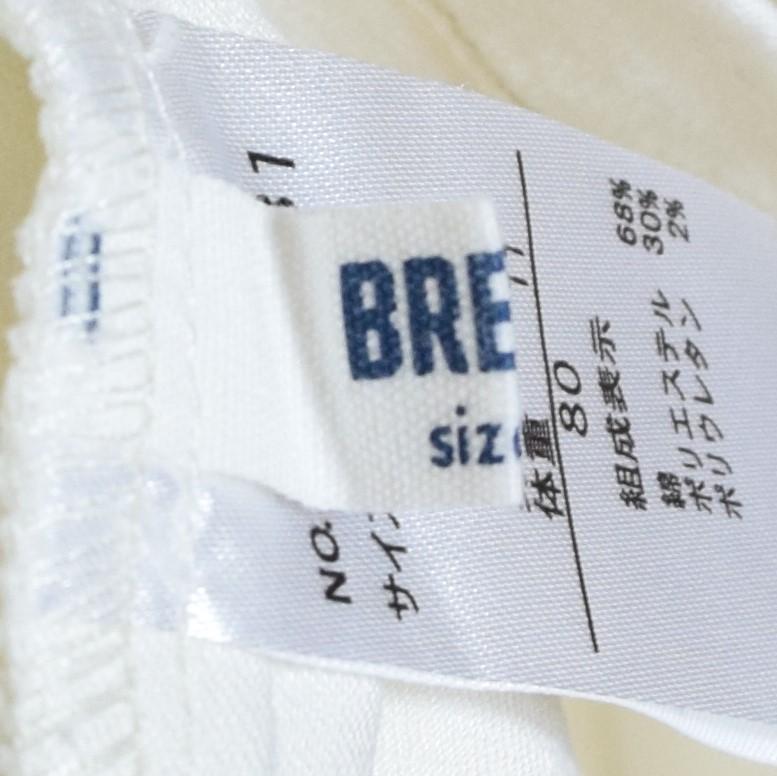 BRE
siz
NO.
サイ
体重
80
組成表示
綿 68%
ポリエステル 30%
ポリウレタン 2%